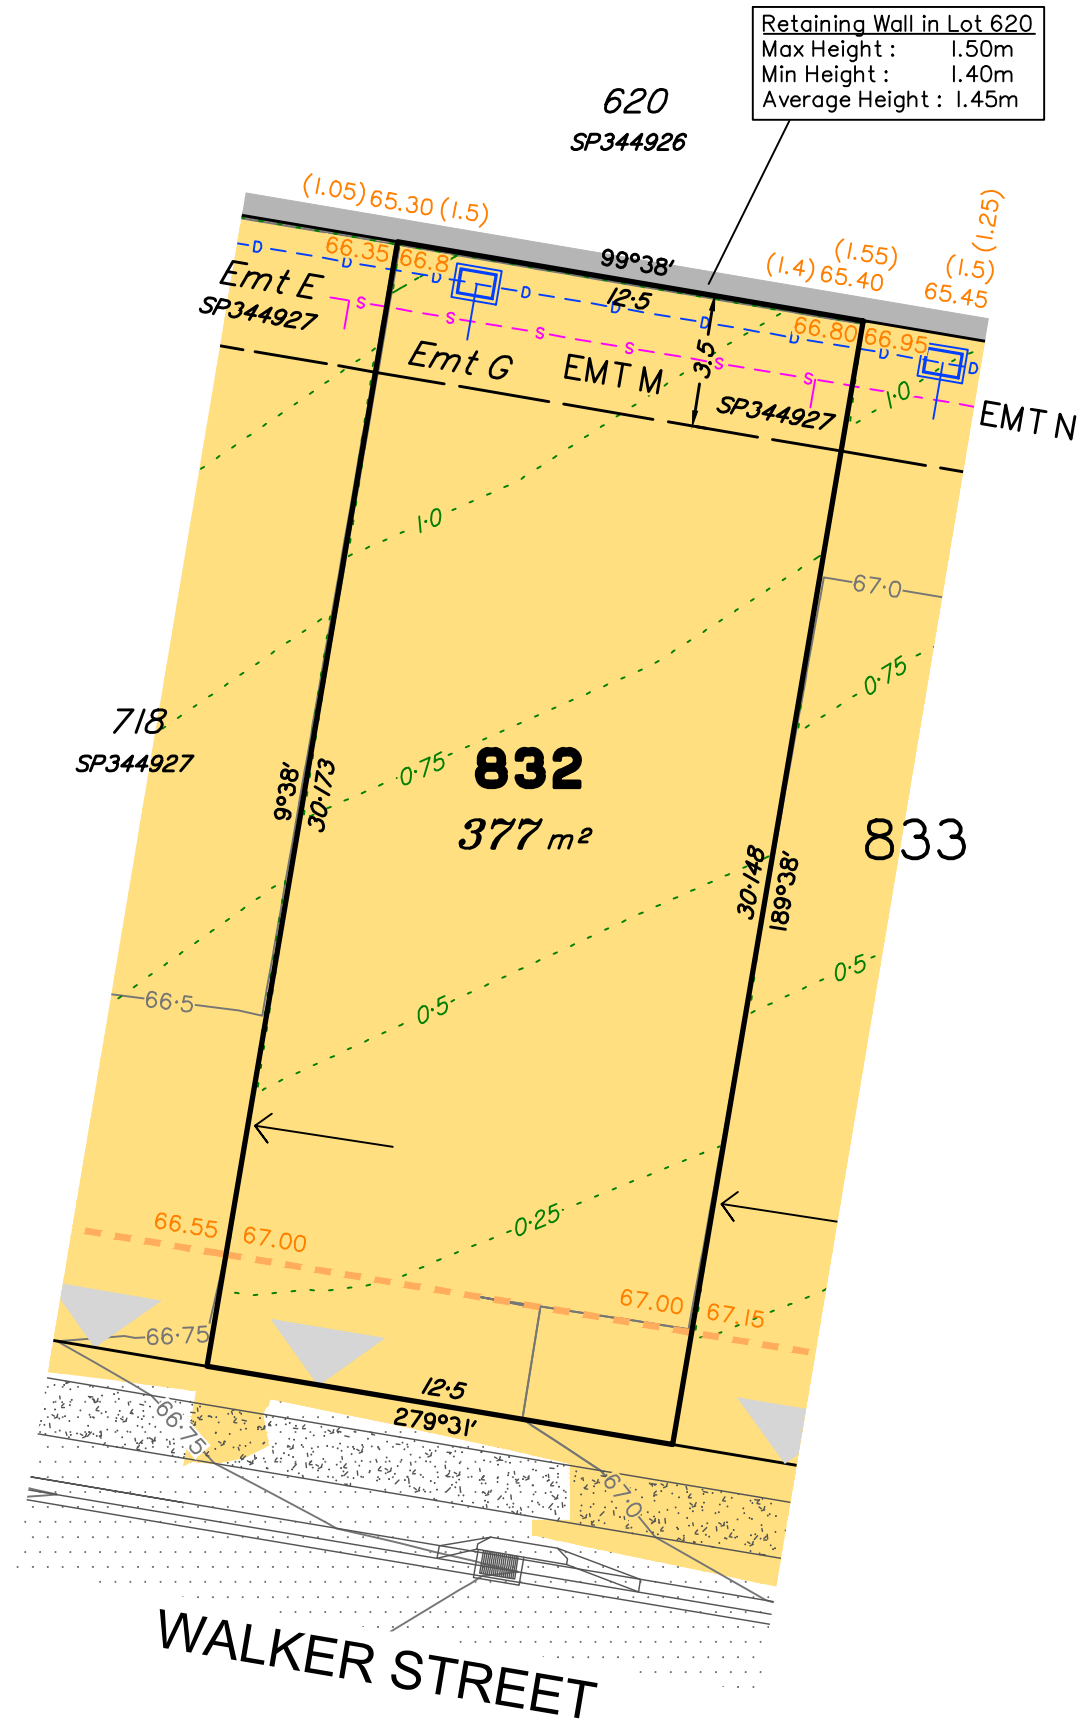 Retaining Wall in Lot 620
Max Height : 1.50m
Min Height : 1.40m
Average Height : 1.45m
620
SP344926
(1.05) 65.30 (1.5)
99°38'
(1.4) 65.40
(1.55)
(1.5)
(1.25)
65.45
66.35 66.8
D D D D D D D D D
12.5
66.80 66.95
Emt E
SP344927
S S S S S S
Emt G
EMT M
3.5
SP344927
1.0
EMT N
1.0
67.0
0.75
718
SP344927
0.75
832
377 m²
9°38'
30.173
833
30.148
189°38'
0.5
0.5
66.5
0.25
66.55 67.00
67.00 67.15
66.75
12.5
279°31'
66.75
67.0
WALKER STREET